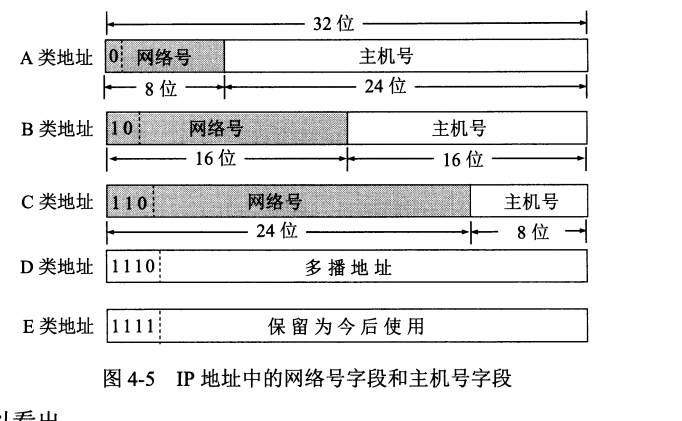 32 位
A 类地址 0 网络号 主机号
8 位 24 位
B 类地址 10 网络号 主机号
16 位 16 位
C 类地址 110 网络号 主机号
24 位 8 位
D 类地址 1110 多播地址
E 类地址 1111 保留为今后使用
图 4-5 IP 地址中的网络号字段和主机号字段